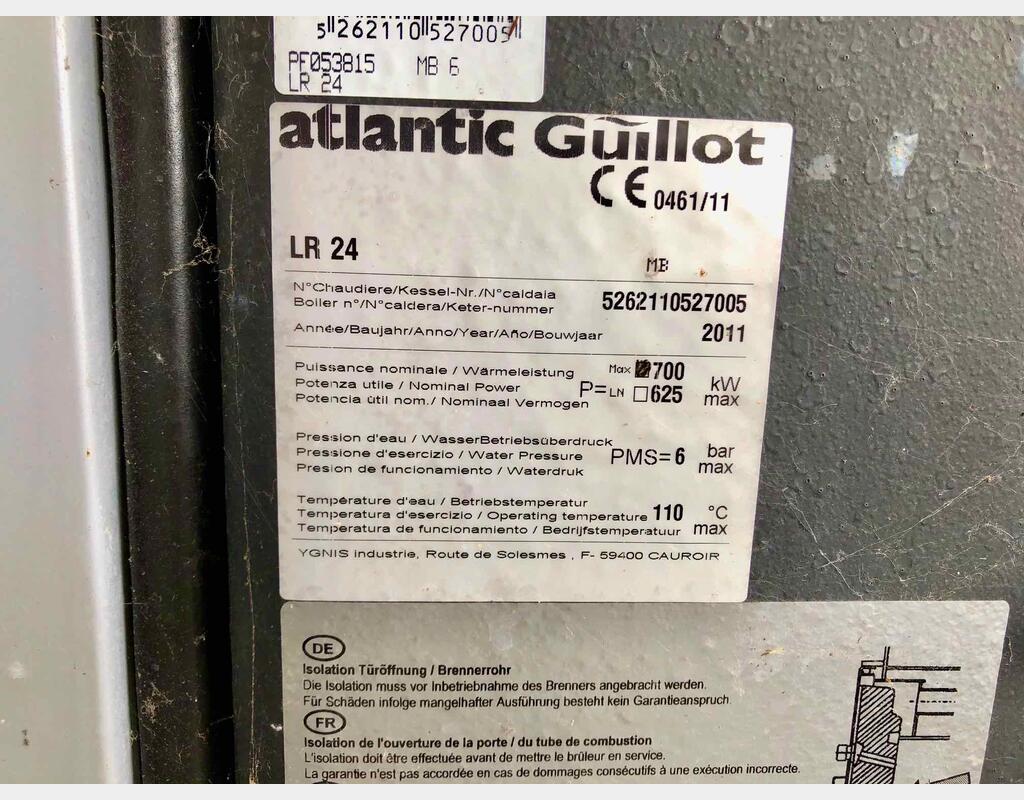 5 262110 527005
PF053815 MB 6
LR 24
atlantic Guillot
CE 0461/11
LR 24
MB
N°Chaudiere/Kessel-Nr./N°caldaia
Boiler n°/N°caldera/Keter-nummer 5262110527005
Année/Baujahr/Anno/Year/Año/Bouwjaar 2011
Puissance nominale / Wärmeleistung Max 700
Potenza utile / Nominal Power P= LN □ 625 kW
Potencia útil nom./ Nominaal Vermogen max
Pression d'eau / WasserBetriebsüberdruck
Pressione d'esercizio / Water Pressure PMS= 6 bar
Presion de funcionamiento / Waterdruk max
Température d'eau / Betriebstemperatur
Temperatura d'esercizio / Operating temperature 110 °C
Temperatura de funcionamiento / Bedrijfstemperatuur max
YGNIS industrie, Route de Solesmes , F- 59400 CAUROIR
DE
Isolation Türöffnung / Brennerrohr
Die Isolation muss vor Inbetriebnahme des Brenners angebracht werden.
Für Schäden infolge mangelhafter Ausführung besteht kein Garantieanspruch.
FR
Isolation de l'ouverture de la porte / du tube de combustion
L'isolation doit être effectuée avant de mettre le brûleur en service.
La garantie n'est pas accordée en cas de dommages consécutifs à une exécution incorrecte.